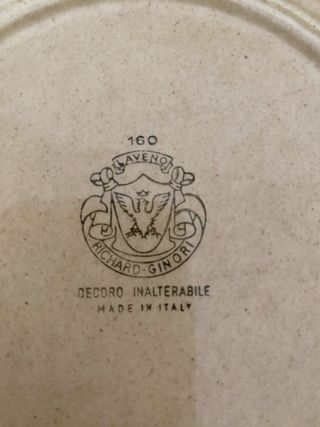 160
LAVENO
RICHARD-GINORI
DECORO INALTERABILE
MADE IN ITALY